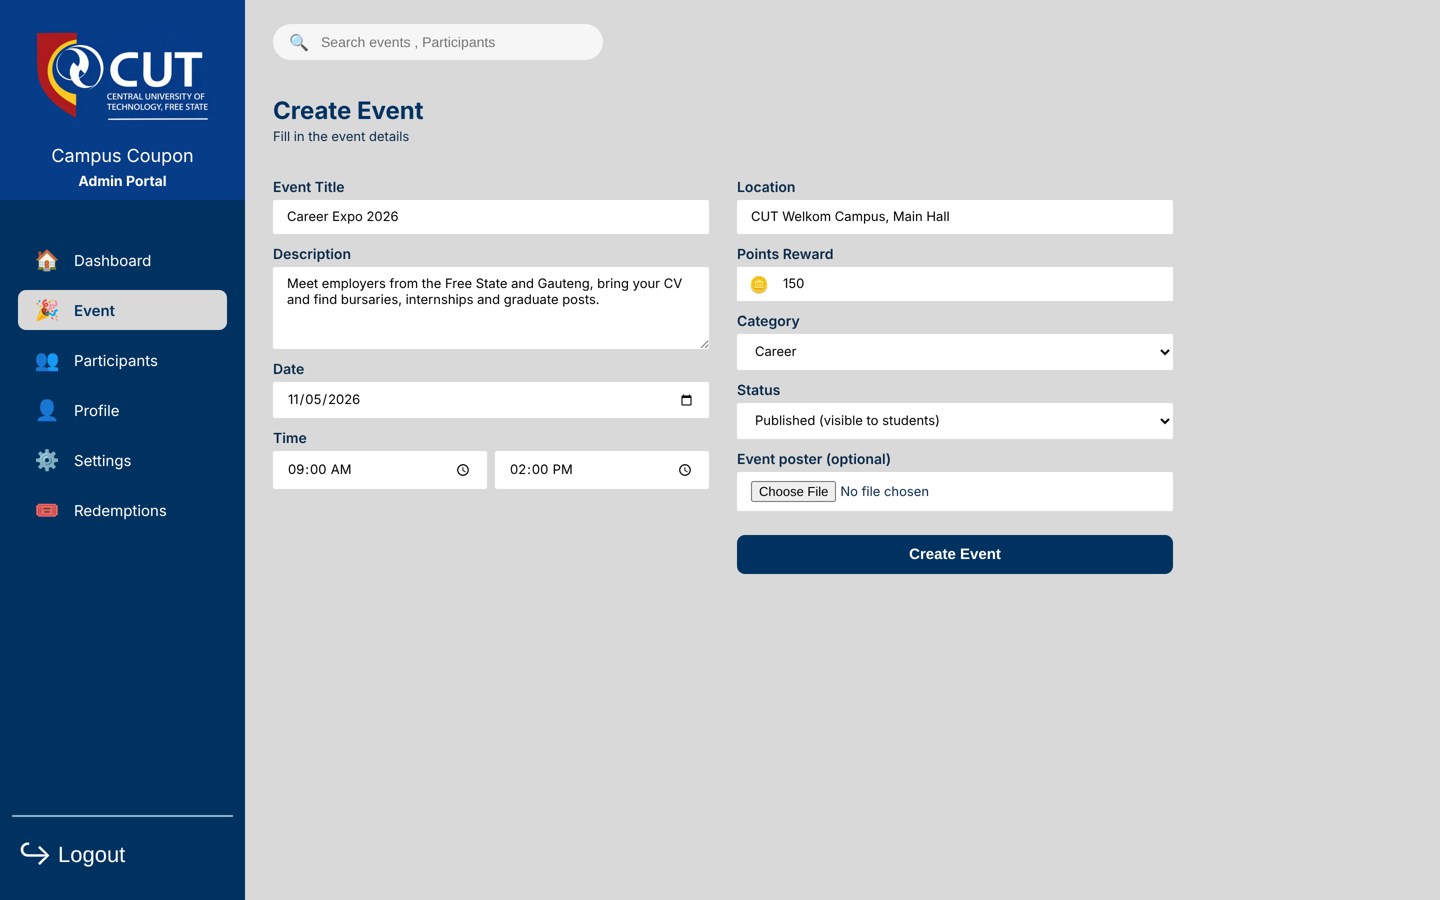 CUT
CENTRAL UNIVERSITY OF
TECHNOLOGY, FREE STATE
Campus Coupon
Admin Portal
Dashboard
Event
Participants
Profile
Settings
Redemptions
Logout
Search events , Participants
Create Event
Fill in the event details
Event Title
Career Expo 2026
Description
Meet employers from the Free State and Gauteng, bring your CV
and find bursaries, internships and graduate posts.
Date
11/05/2026
Time
09:00 AM
02:00 PM
Location
CUT Welkom Campus, Main Hall
Points Reward
150
Category
Career
Status
Published (visible to students)
Event poster (optional)
Choose File No file chosen
Create Event